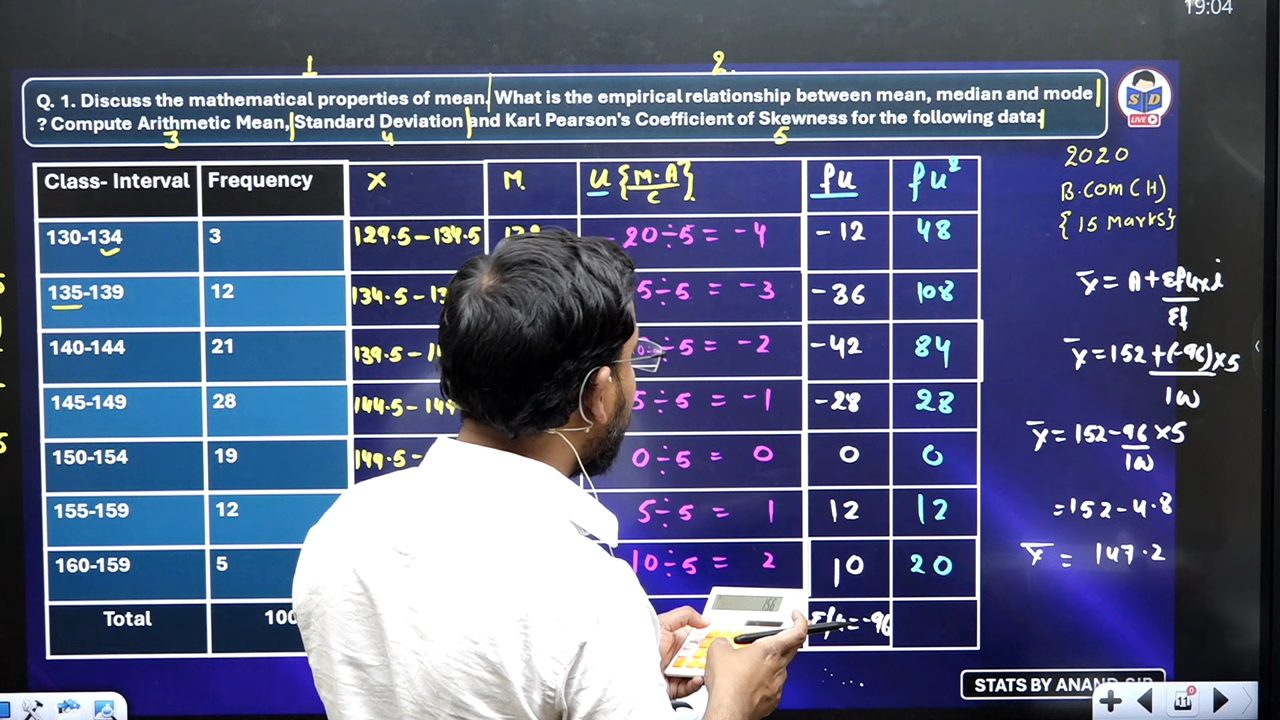 19:04
1 2.
Q. 1. Discuss the mathematical properties of mean. What is the empirical relationship between mean, median and mode
? Compute Arithmetic Mean, Standard Deviation and Karl Pearson's Coefficient of Skewness for the following data:
3 4 5
SD
LIVE
Class- Interval Frequency X M. U {M-A/C} fu fu²
130-134 3 129.5-134.5 20÷5 = -4 -12 48
135-139 12 134.5- 5÷5 = -3 -36 108
140-144 21 139.5- ÷5 = -2 -42 84
145-149 28 144.5- 5÷5 = -1 -28 28
150-154 19 149.5- 0÷5 = 0 0 0
155-159 12 5÷5 = 1 12 12
160-159 5 10÷5 = 2 10 20
Total 100 Σfu=-96
2020
B.COM (H)
{15 Marks}
x̄ = A + Σfu×i
Σf
x̄ = 152 + (-96) × 5
100
x̄ = 152 - 96 × 5
100
= 152 - 4.8
x̄ = 147.2
STATS BY ANAND SIR
11